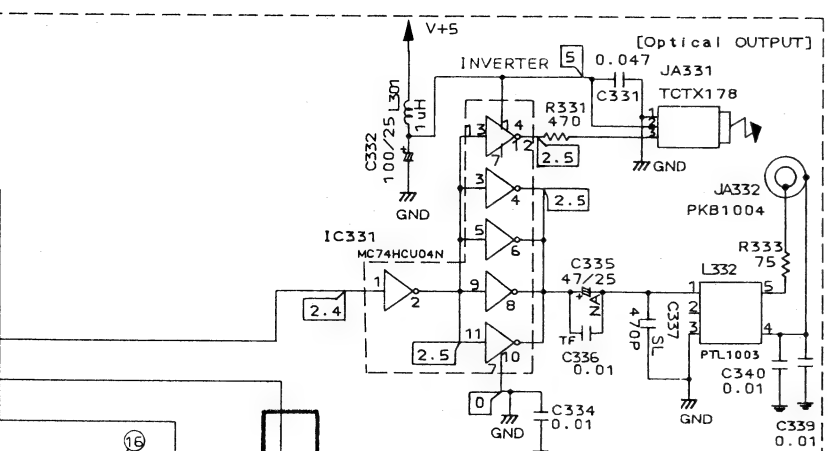 V+5
[Optical OUTPUT]
INVERTER
5
0.047
C331
JA331
TCTX178
L301
1uH
C332
100/25
GND
13
14
12
7
R331
470
2.5
1
3
GND
3
4
2.5
JA332
PKB1004
IC331
MC74HCU04N
5
6
C335
47/25
NA
R333
75
L332
1
2
9
8
1
2
3
5
4
2.4
11
10
7
2.5
TF
C336
0.01
470P
SL
C337
PTL1003
C340
0.01
0
GND
C334
0.01
GND
C339
0.01
16